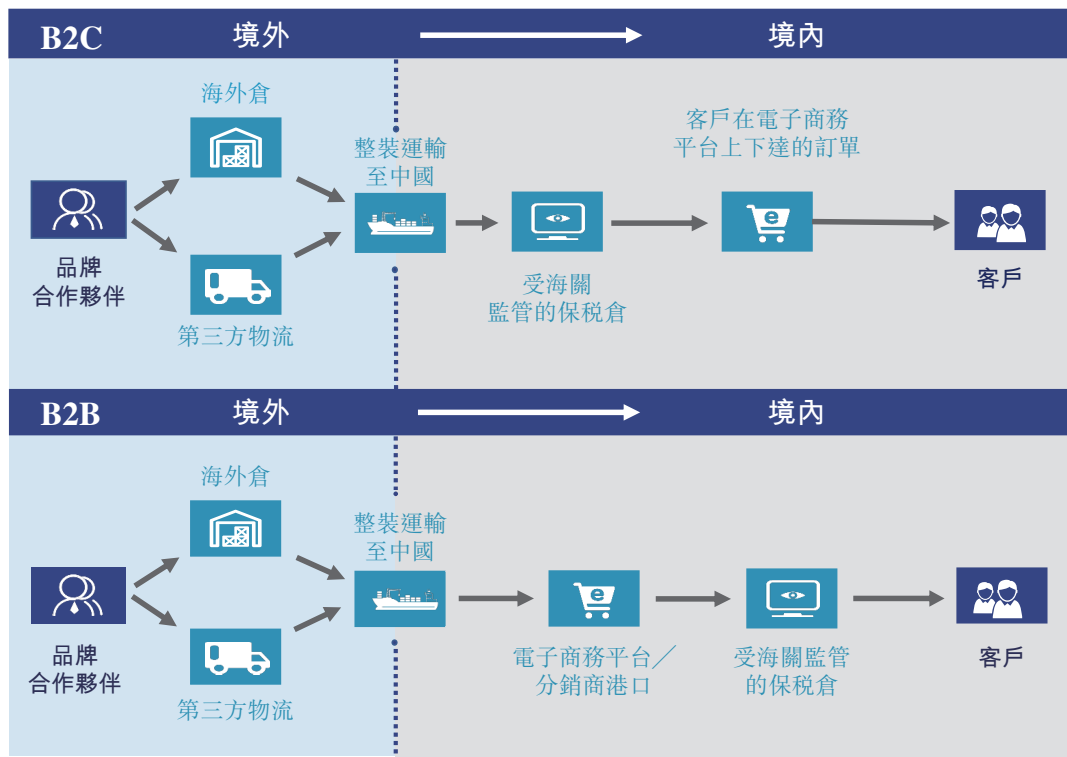 B2C 境外 境內
海外倉
客戶在電子商務
平台上下達的訂單
整裝運輸
至中國
品牌
合作夥伴
受海關
監管的保税倉
客戶
第三方物流
B2B 境外 境內
海外倉
整裝運輸
至中國
品牌
合作夥伴
電子商務平台／
分銷商港口
受海關監管
的保税倉
客戶
第三方物流